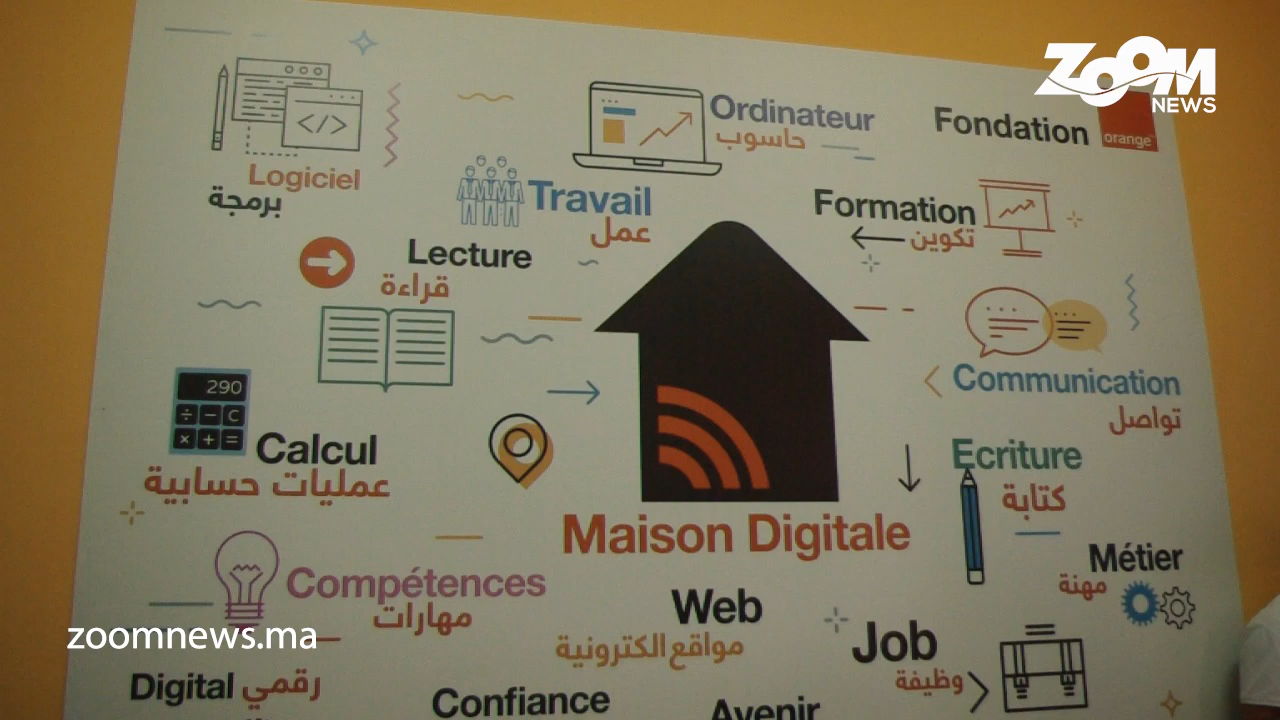 ZOOM
NEWS
Fondation
orange
Ordinateur
حاسوب
Logiciel
برمجة
Travail
عمل
Formation
تكوين
Lecture
قراءة
Communication
تواصل
290
÷ − C
× + =
Calcul
عمليات حسابية
Ecriture
كتابة
Maison Digitale
Métier
مهنة
Compétences
مهارات
Web
مواقع الكترونية
Job
وظيفة
zoomnews.ma
Digital رقمي
Confiance
Avenir